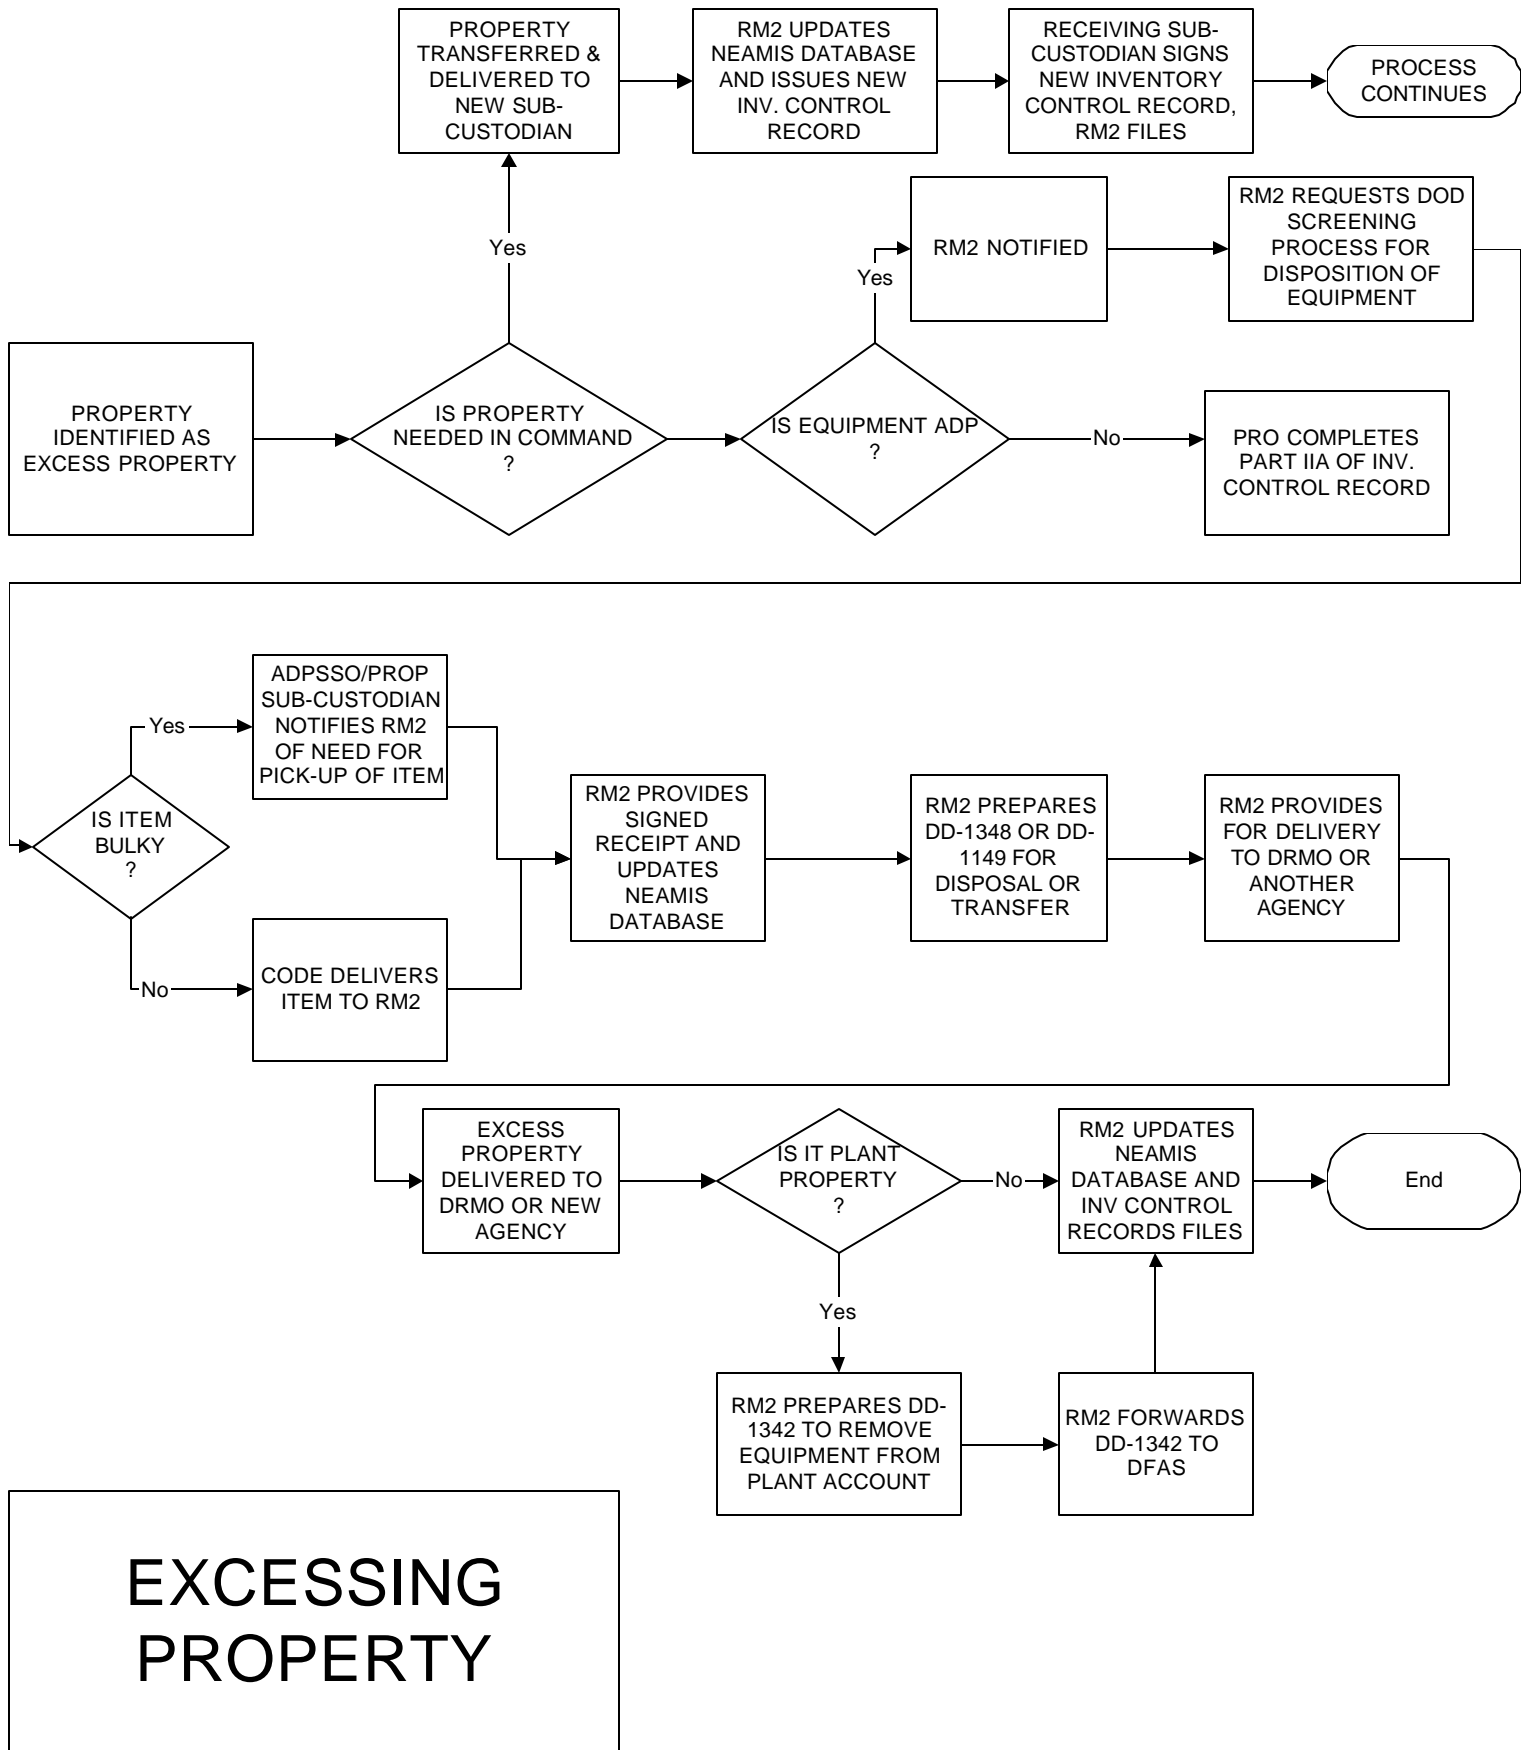 PROPERTY
TRANSFERRED &
DELIVERED TO
NEW SUB-
CUSTODIAN
RM2 UPDATES
NEAMIS DATABASE
AND ISSUES NEW
INV. CONTROL
RECORD
RECEIVING SUB-
CUSTODIAN SIGNS
NEW INVENTORY
CONTROL RECORD,
RM2 FILES
PROCESS
CONTINUES
Yes
RM2 NOTIFIED
RM2 REQUESTS DOD
SCREENING
PROCESS FOR
DISPOSITION OF
EQUIPMENT
Yes
PROPERTY
IDENTIFIED AS
EXCESS PROPERTY
IS PROPERTY
NEEDED IN COMMAND
?
IS EQUIPMENT ADP
?
No
PRO COMPLETES
PART IIA OF INV.
CONTROL RECORD
ADPSSO/PROP
SUB-CUSTODIAN
NOTIFIES RM2
OF NEED FOR
PICK-UP OF ITEM
Yes
IS ITEM
BULKY
?
No
CODE DELIVERS
ITEM TO RM2
RM2 PROVIDES
SIGNED
RECEIPT AND
UPDATES
NEAMIS
DATABASE
RM2 PREPARES
DD-1348 OR DD-
1149 FOR
DISPOSAL OR
TRANSFER
RM2 PROVIDES
FOR DELIVERY
TO DRMO OR
ANOTHER
AGENCY
EXCESS
PROPERTY
DELIVERED TO
DRMO OR NEW
AGENCY
IS IT PLANT
PROPERTY
?
No
RM2 UPDATES
NEAMIS
DATABASE AND
INV CONTROL
RECORDS FILES
End
Yes
RM2 PREPARES DD-
1342 TO REMOVE
EQUIPMENT FROM
PLANT ACCOUNT
RM2 FORWARDS
DD-1342 TO
DFAS
EXCESSING
PROPERTY